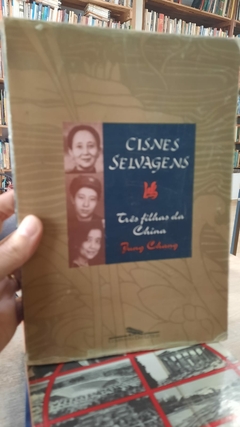 CISNES
SELVAGENS
Três filhas da
China
Jung Chang